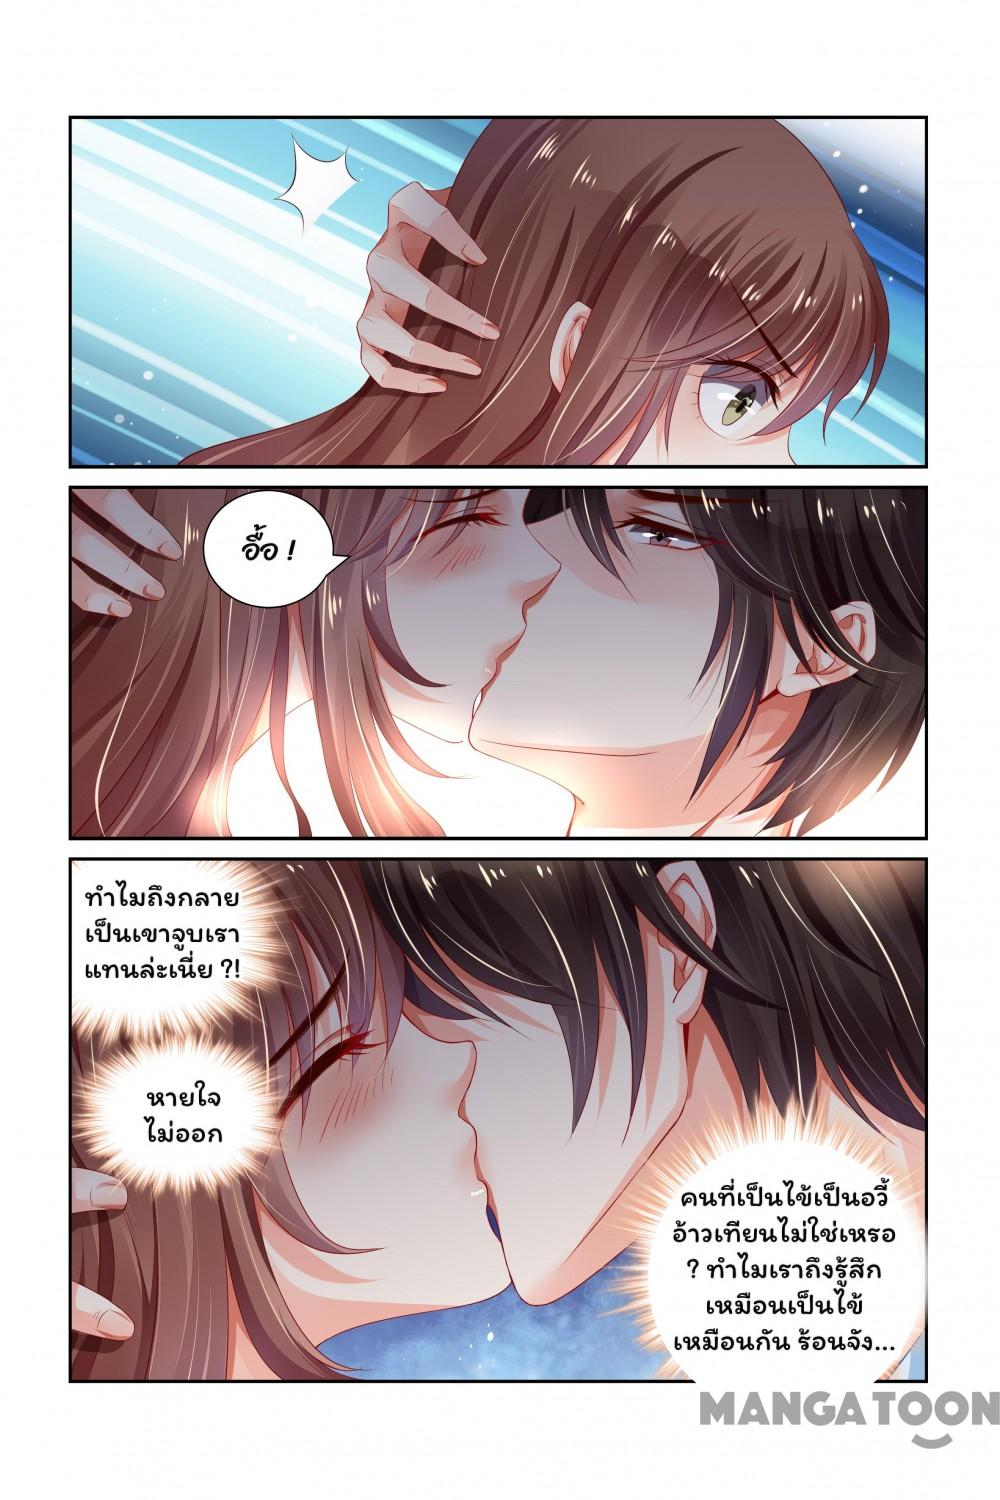 อื้อ !
ทำไมถึงกลาย
เป็นเขาจูบเรา
แทนล่ะเนี่ย ?!
หายใจ
ไม่ออก
คนที่เป็นไข้เป็นอวี้
อ้าวเทียนไม่ใช่เหรอ
? ทำไมเราถึงรู้สึก
เหมือนเป็นไข้
เหมือนกัน ร้อนจัง...
MANGATOON